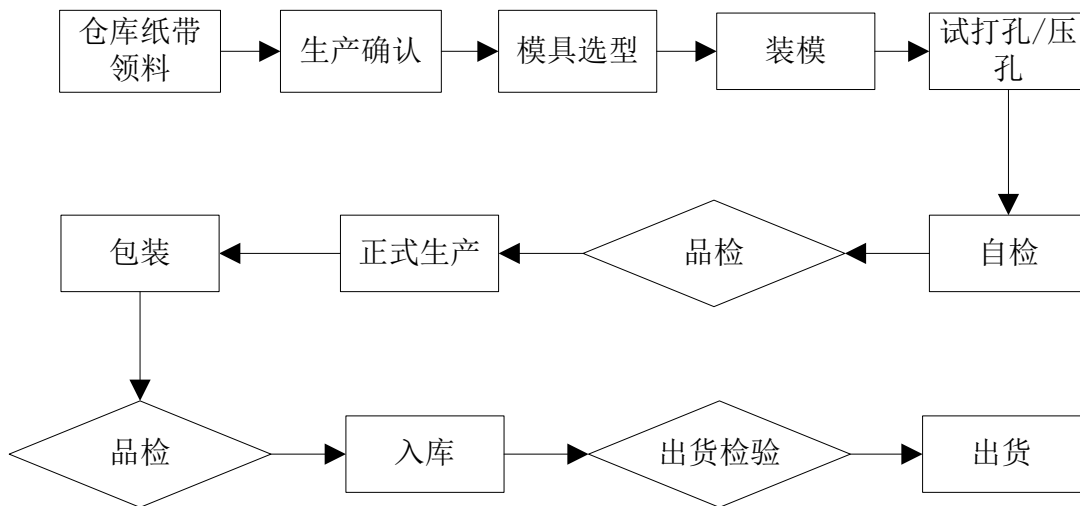 仓库纸带
领料
生产确认
模具选型
装模
试打孔/压
孔
自检
品检
正式生产
包装
品检
入库
出货检验
出货